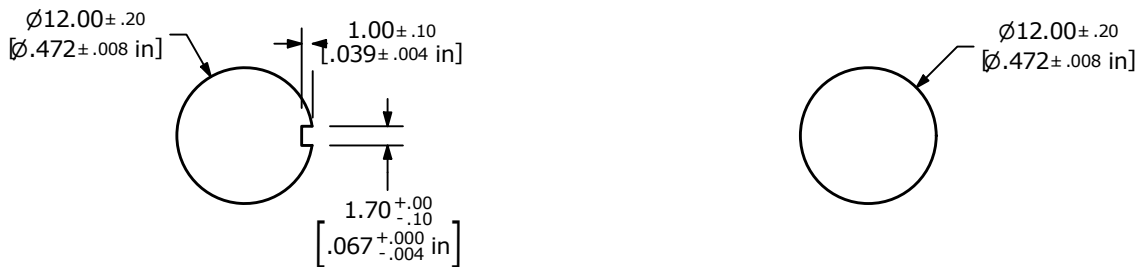 Ø12.00± .20
[Ø.472± .008 in]
1.00± .10
[.039± .004 in]
1.70 +.00 -.10
[.067 +.000 -.004 in]
Ø12.00± .20
[Ø.472± .008 in]